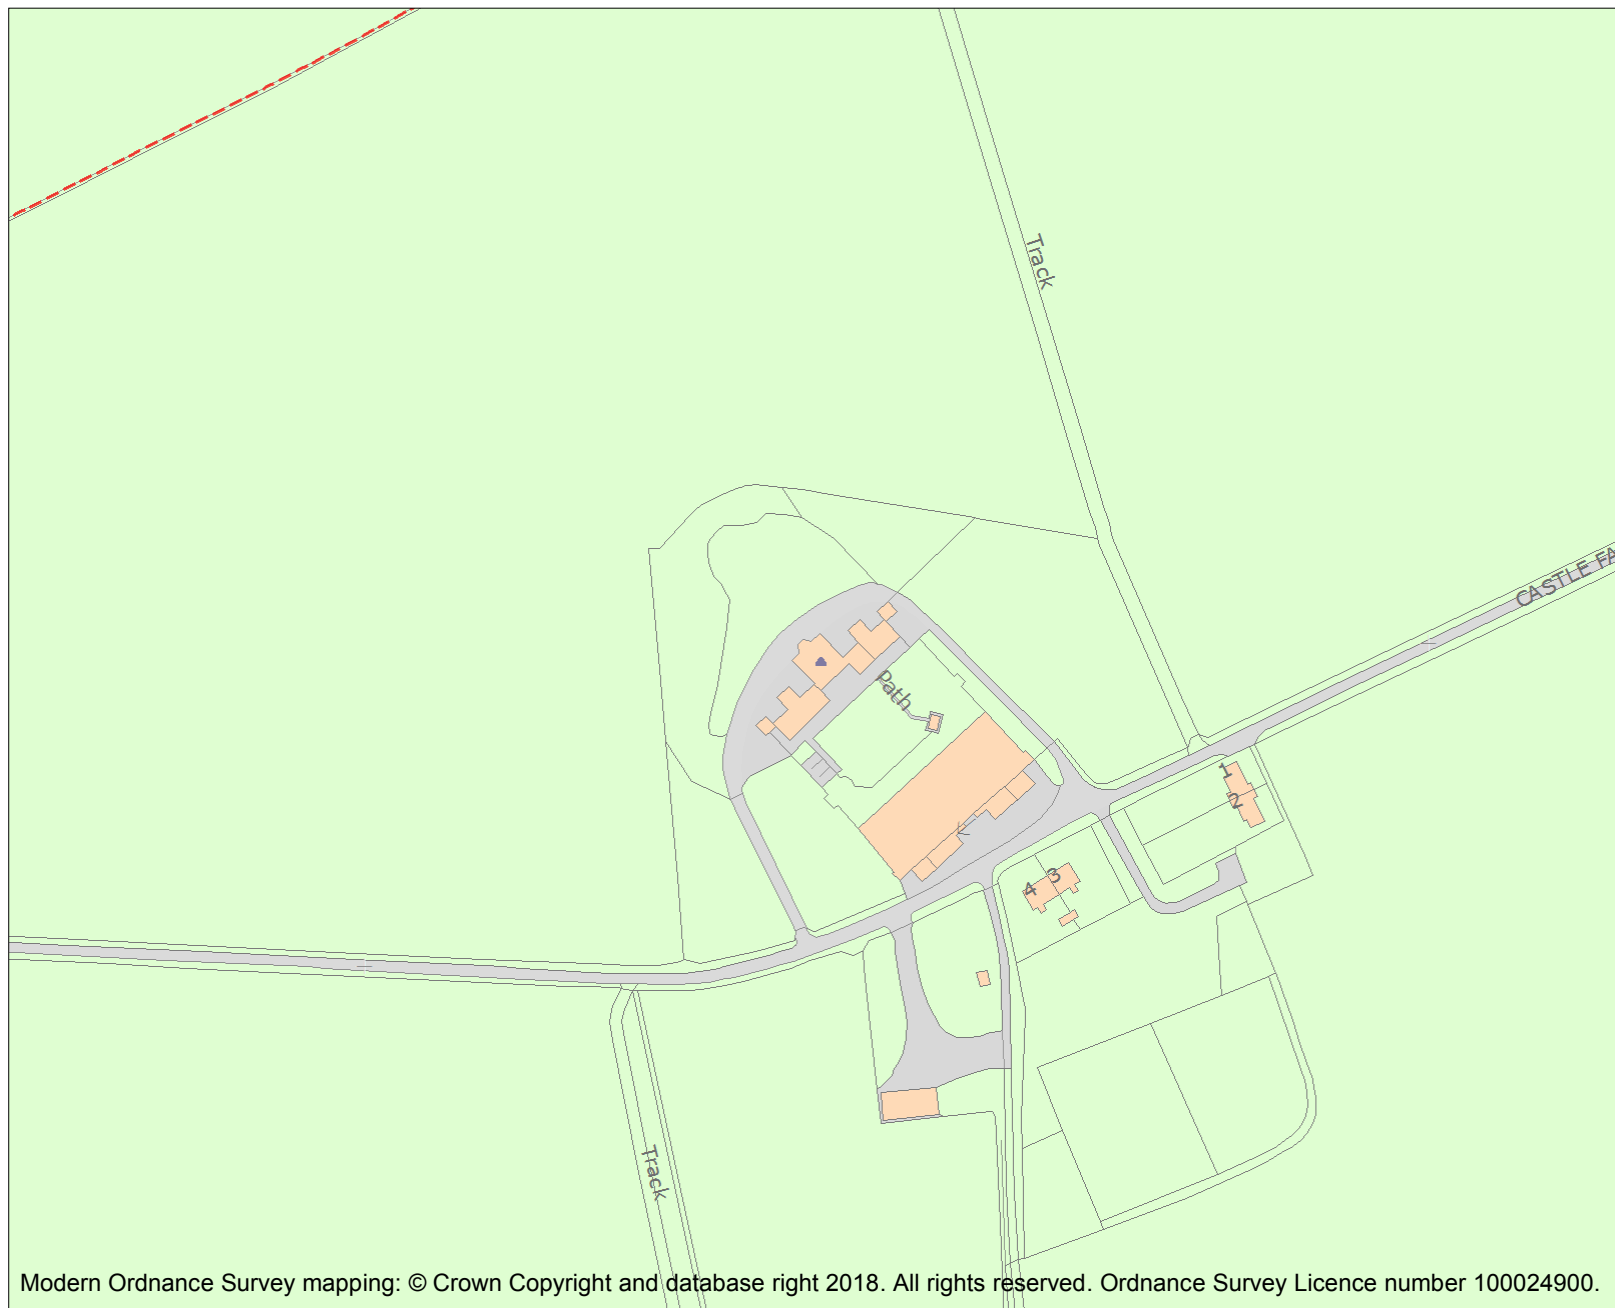 Track
CASTLE FA
Path
1
2
3
4
Track
Modern Ordnance Survey mapping: © Crown Copyright and database right 2018. All rights reserved. Ordnance Survey Licence number 100024900.